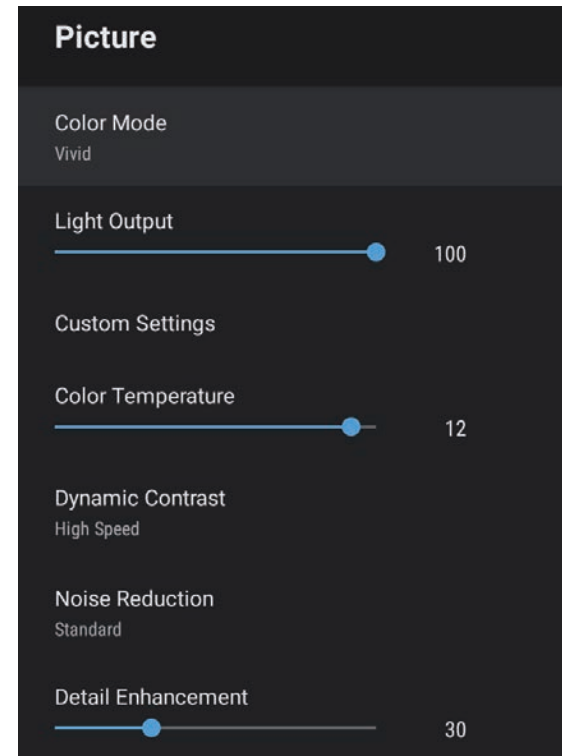 Picture
Color Mode
Vivid
Light Output
100
Custom Settings
Color Temperature
12
Dynamic Contrast
High Speed
Noise Reduction
Standard
Detail Enhancement
30